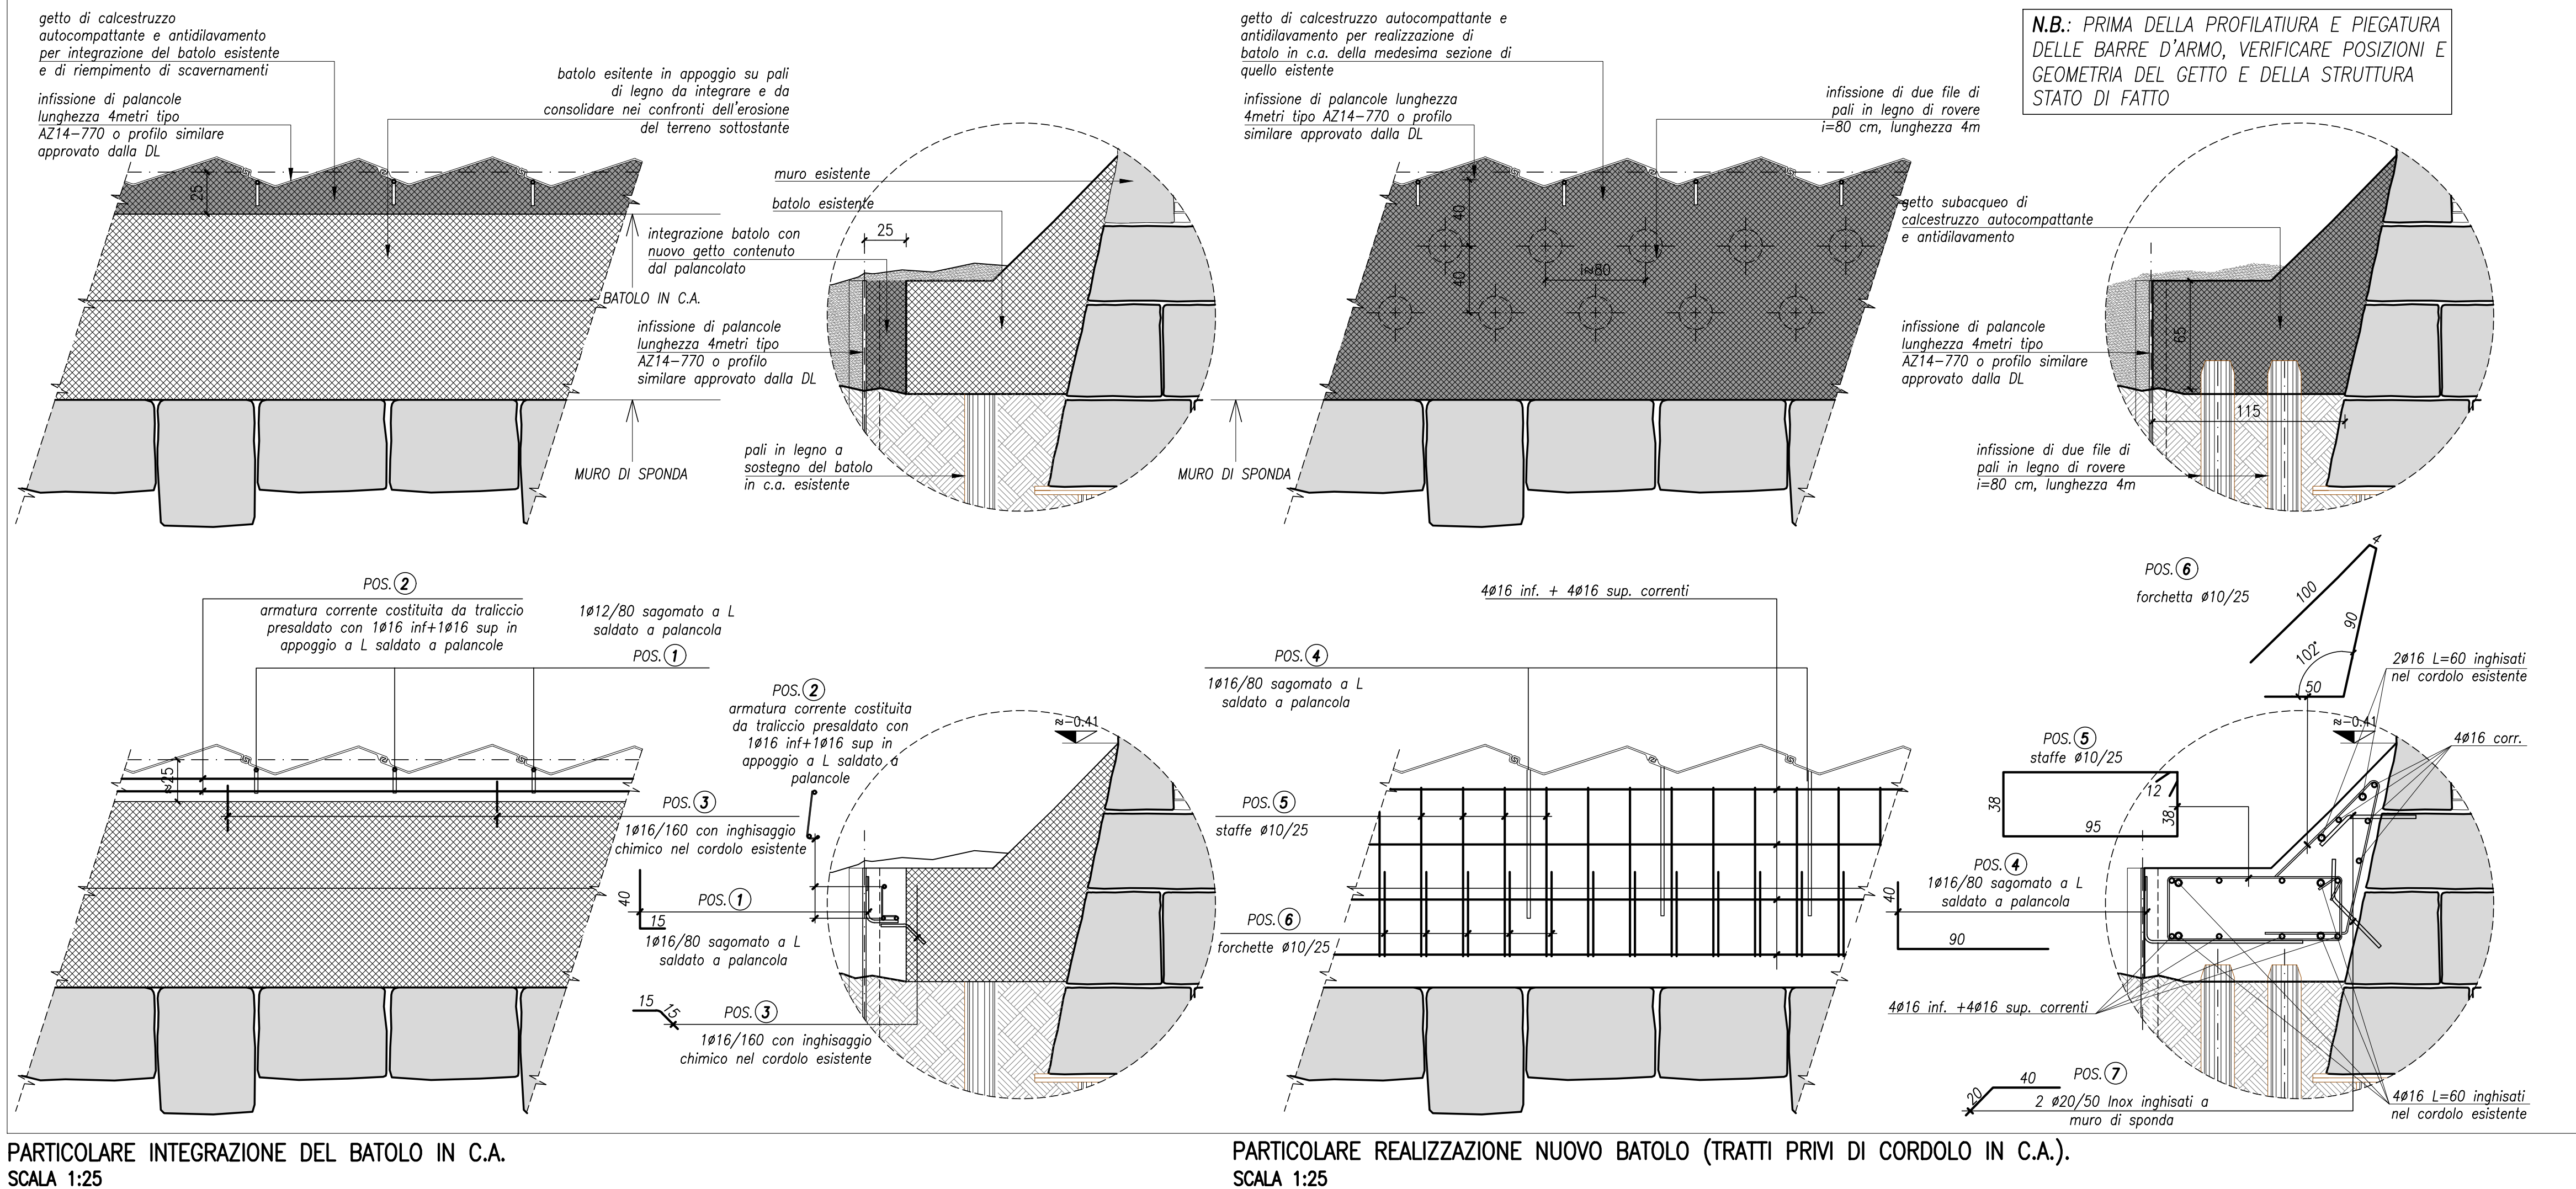 getto di calcestruzzo
autocompattante e antidilavamento
per integrazione del batolo esistente
e di riempimento di scavernamenti
infissione di palancole
lunghezza 4metri tipo
AZ14-770 o profilo similare
approvato dalla DL
batolo esitente in appoggio su pali
di legno da integrare e da
consolidare nei confronti dell'erosione
del terreno sottostante
25
muro esistente
batolo esistente
25
integrazione batolo con
nuovo getto contenuto
dal palancolato
BATOLO IN C.A.
infissione di palancole
lunghezza 4metri tipo
AZ14-770 o profilo
similare approvato dalla DL
MURO DI SPONDA
pali in legno a
sostegno del batolo
in c.a. esistente
getto di calcestruzzo autocompattante e
antidilavamento per realizzazione di
batolo in c.a. della medesima sezione di
quello eistente
infissione di palancole lunghezza
4metri tipo AZ14-770 o profilo
similare approvato dalla DL
infissione di due file di
pali in legno di rovere
i=80 cm, lunghezza 4m
40
40
i≈80
MURO DI SPONDA
N.B.: PRIMA DELLA PROFILATIURA E PIEGATURA
DELLE BARRE D'ARMO, VERIFICARE POSIZIONI E
GEOMETRIA DEL GETTO E DELLA STRUTTURA
STATO DI FATTO
getto subacqueo di
calcestruzzo autocompattante
e antidilavamento
infissione di palancole
lunghezza 4metri tipo
AZ14-770 o profilo similare
approvato dalla DL
65
115
infissione di due file di
pali in legno di rovere
i=80 cm, lunghezza 4m
POS. 2
armatura corrente costituita da traliccio
presaldato con 1ø16 inf+1ø16 sup in
appoggio a L saldato a palancole
1ø12/80 sagomato a L
saldato a palancola
POS. 1
≈25
POS. 2
armatura corrente costituita
da traliccio presaldato con
1ø16 inf+1ø16 sup in
appoggio a L saldato a
palancole
≈-0.41
POS. 3
1ø16/160 con inghisaggio
chimico nel cordolo esistente
40
15
POS. 1
1ø16/80 sagomato a L
saldato a palancola
15
15
POS. 3
1ø16/160 con inghisaggio
chimico nel cordolo esistente
4ø16 inf. + 4ø16 sup. correnti
POS. 4
1ø16/80 sagomato a L
saldato a palancola
POS. 5
staffe ø10/25
POS. 6
forchette ø10/25
POS. 6
forchetta ø10/25
4
100
90
102°
50
2ø16 L=60 inghisati
nel cordolo esistente
≈-0.41
4ø16 corr.
POS. 5
staffe ø10/25
38
12
38
95
POS. 4
1ø16/80 sagomato a L
saldato a palancola
40
90
4ø16 inf. +4ø16 sup. correnti
20
40
POS. 7
2 ø20/50 Inox inghisati a
muro di sponda
4ø16 L=60 inghisati
nel cordolo esistente
PARTICOLARE INTEGRAZIONE DEL BATOLO IN C.A.
SCALA 1:25
PARTICOLARE REALIZZAZIONE NUOVO BATOLO (TRATTI PRIVI DI CORDOLO IN C.A.).
SCALA 1:25